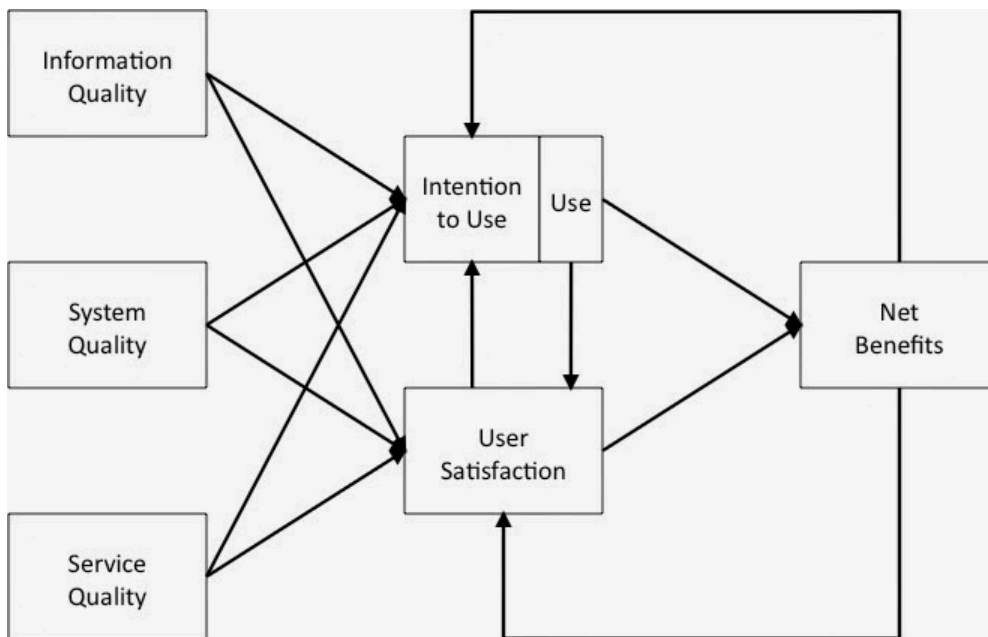 Information
Quality
Intention
to Use
Use
System
Quality
Net
Benefits
User
Satisfaction
Service
Quality